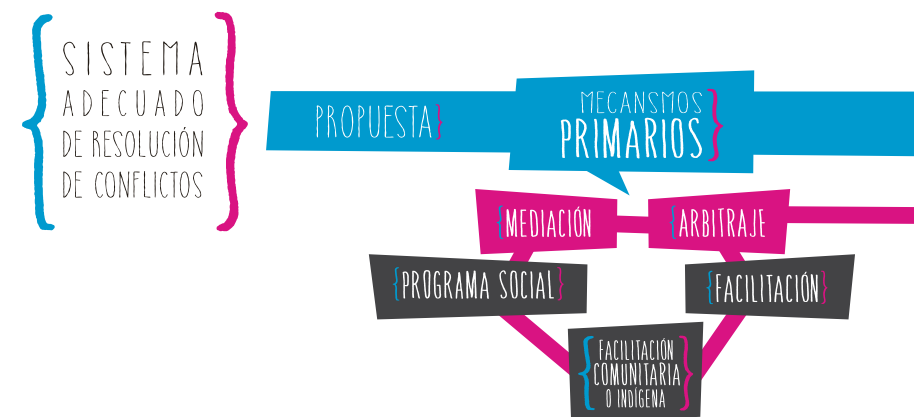 SISTEMA
ADECUADO
DE RESOLUCIÓN
DE CONFLICTOS
PROPUESTA}
MECANSMOS
PRIMARIOS}
{MEDIACIÓN
{ARBITRAJE
{PROGRAMA SOCIAL}
{FACILITACIÓN}
{FACILITACIÓN
COMUNITARIA
O INDÍGENA}